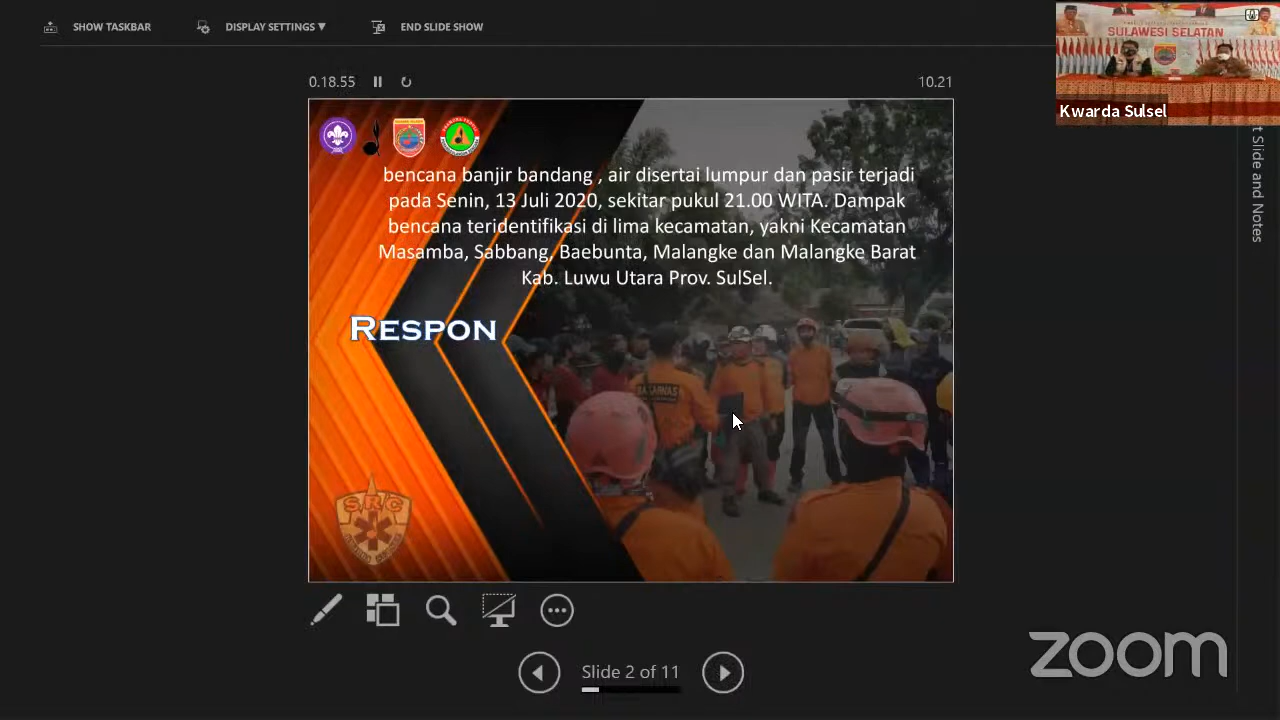 SHOW TASKBAR
DISPLAY SETTINGS ▼
END SLIDE SHOW
SULAWESI SELATAN
Kwarda Sulsel
0.18.55
10.21
t Slide and Notes
bencana banjir bandang , air disertai lumpur dan pasir terjadi
pada Senin, 13 Juli 2020, sekitar pukul 21.00 WITA. Dampak
bencana teridentifikasi di lima kecamatan, yakni Kecamatan
Masamba, Sabbang, Baebunta, Malangke dan Malangke Barat
Kab. Luwu Utara Prov. SulSel.
RESPON
BASARNAS
SRC
Slide 2 of 11
zoom